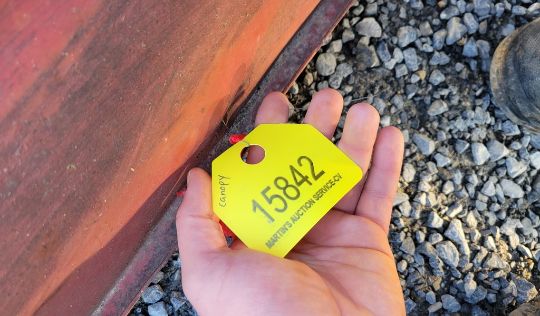 canopy
15842
MARTIN'S AUCTION SERVICE-CV